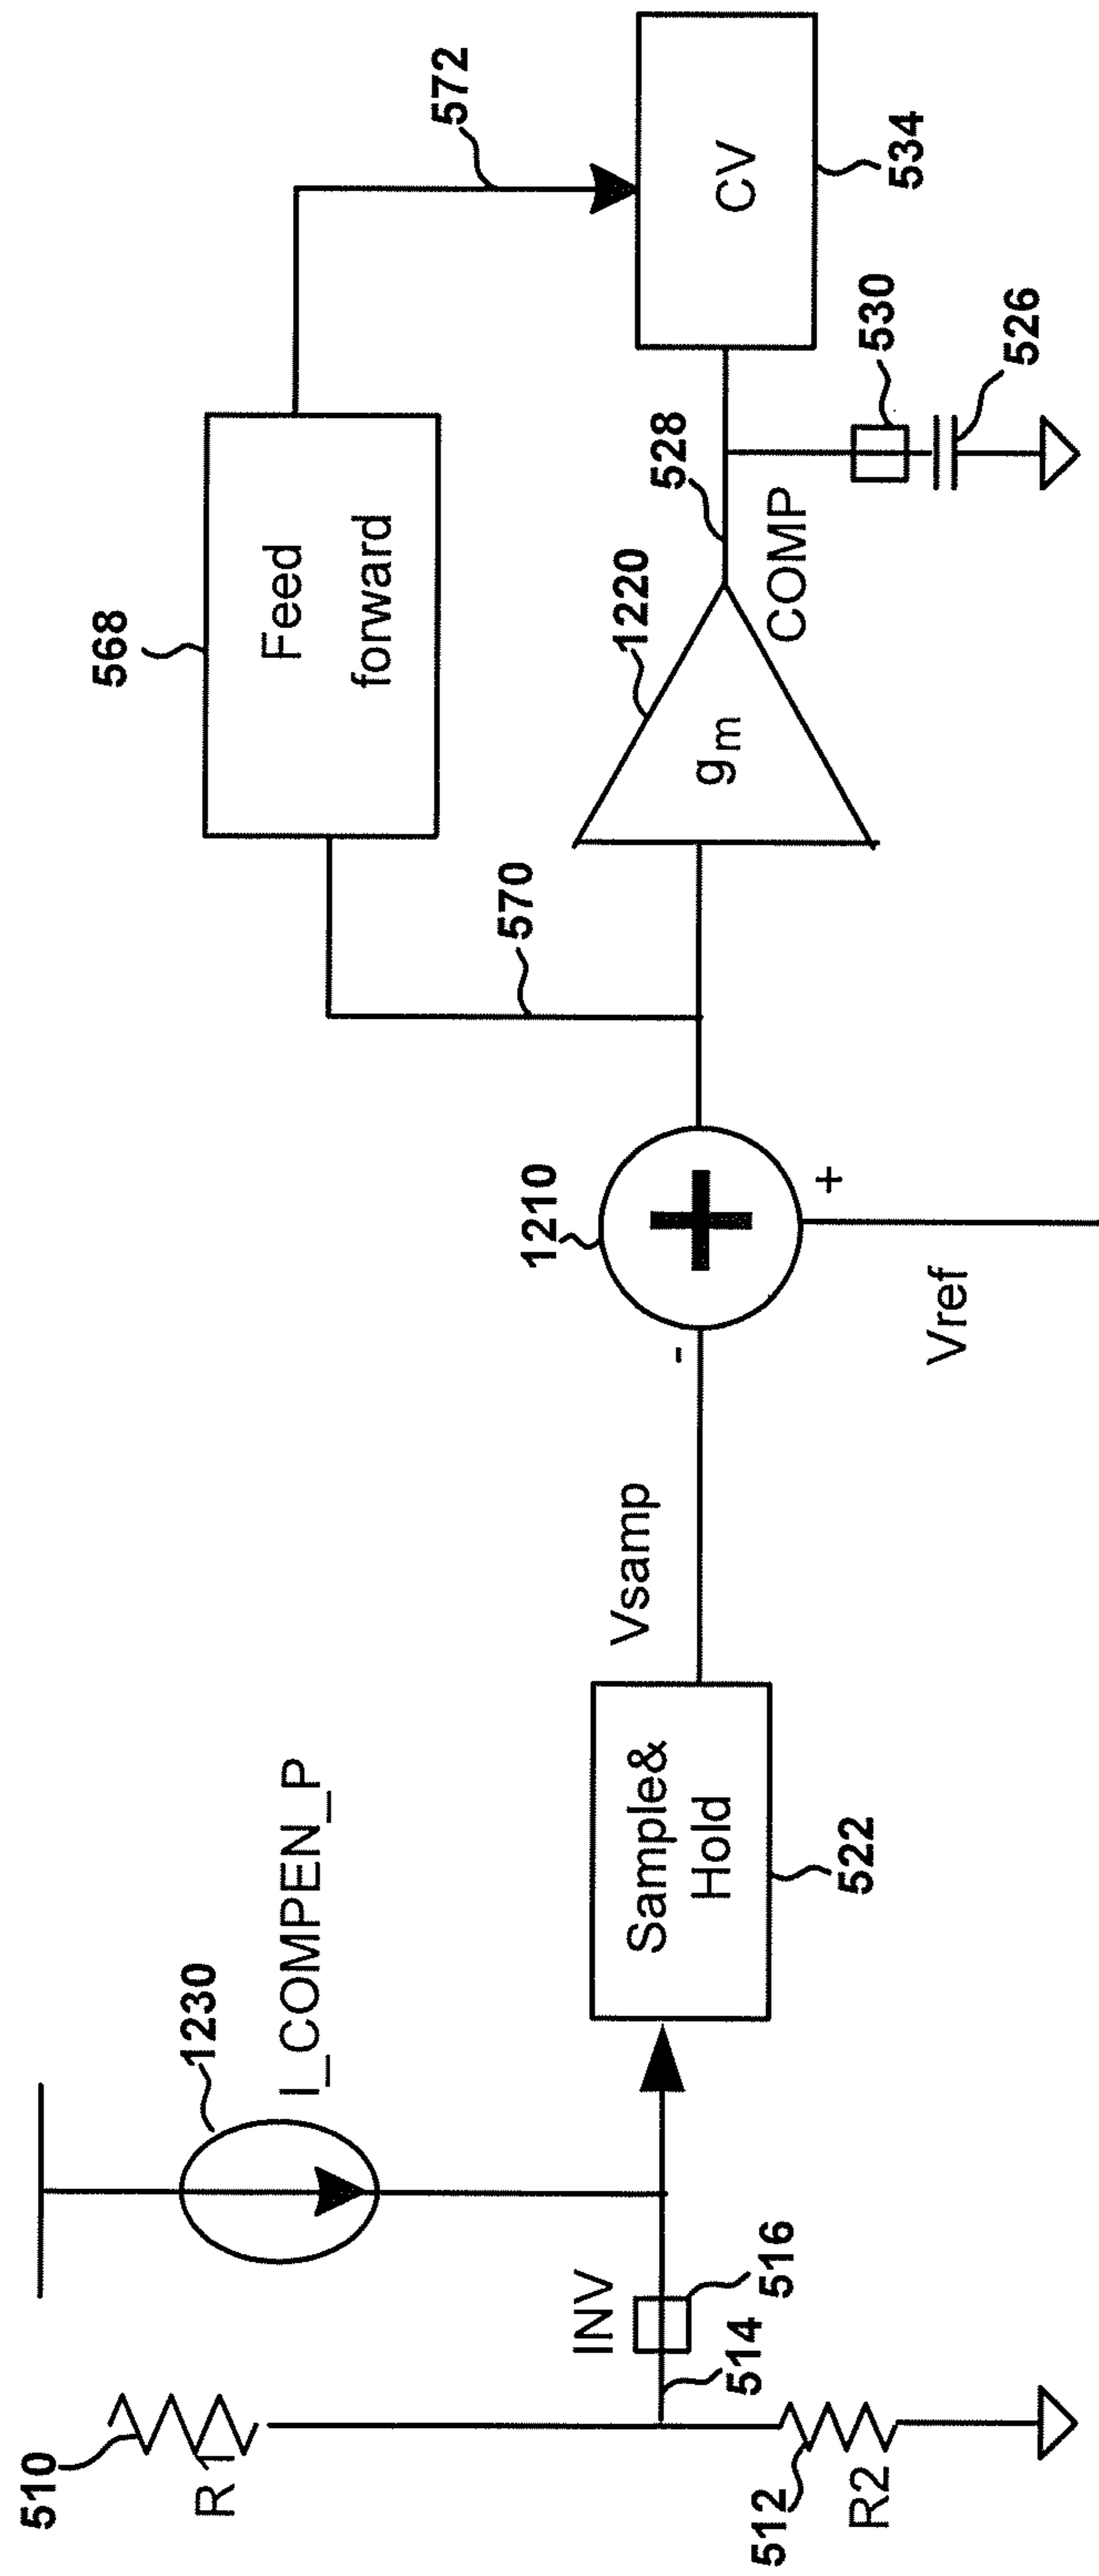 510
R1
512
R2
514
INV
516
1230
I_COMPEN_P
Sample&
Hold
522
Vsamp
-
1210
+
+
Vref
570
568
Feed
forward
572
gm
1220
528
COMP
530
526
CV
534